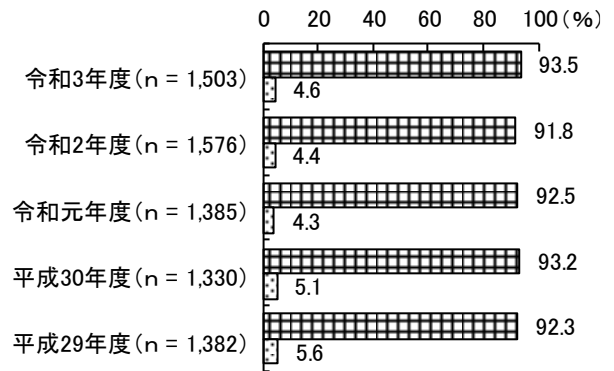 0 20 40 60 80 100(%)
令和3年度(n = 1,503) 93.5
4.6
令和2年度(n = 1,576) 91.8
4.4
令和元年度(n = 1,385) 92.5
4.3
平成30年度(n = 1,330) 93.2
5.1
平成29年度(n = 1,382) 92.3
5.6